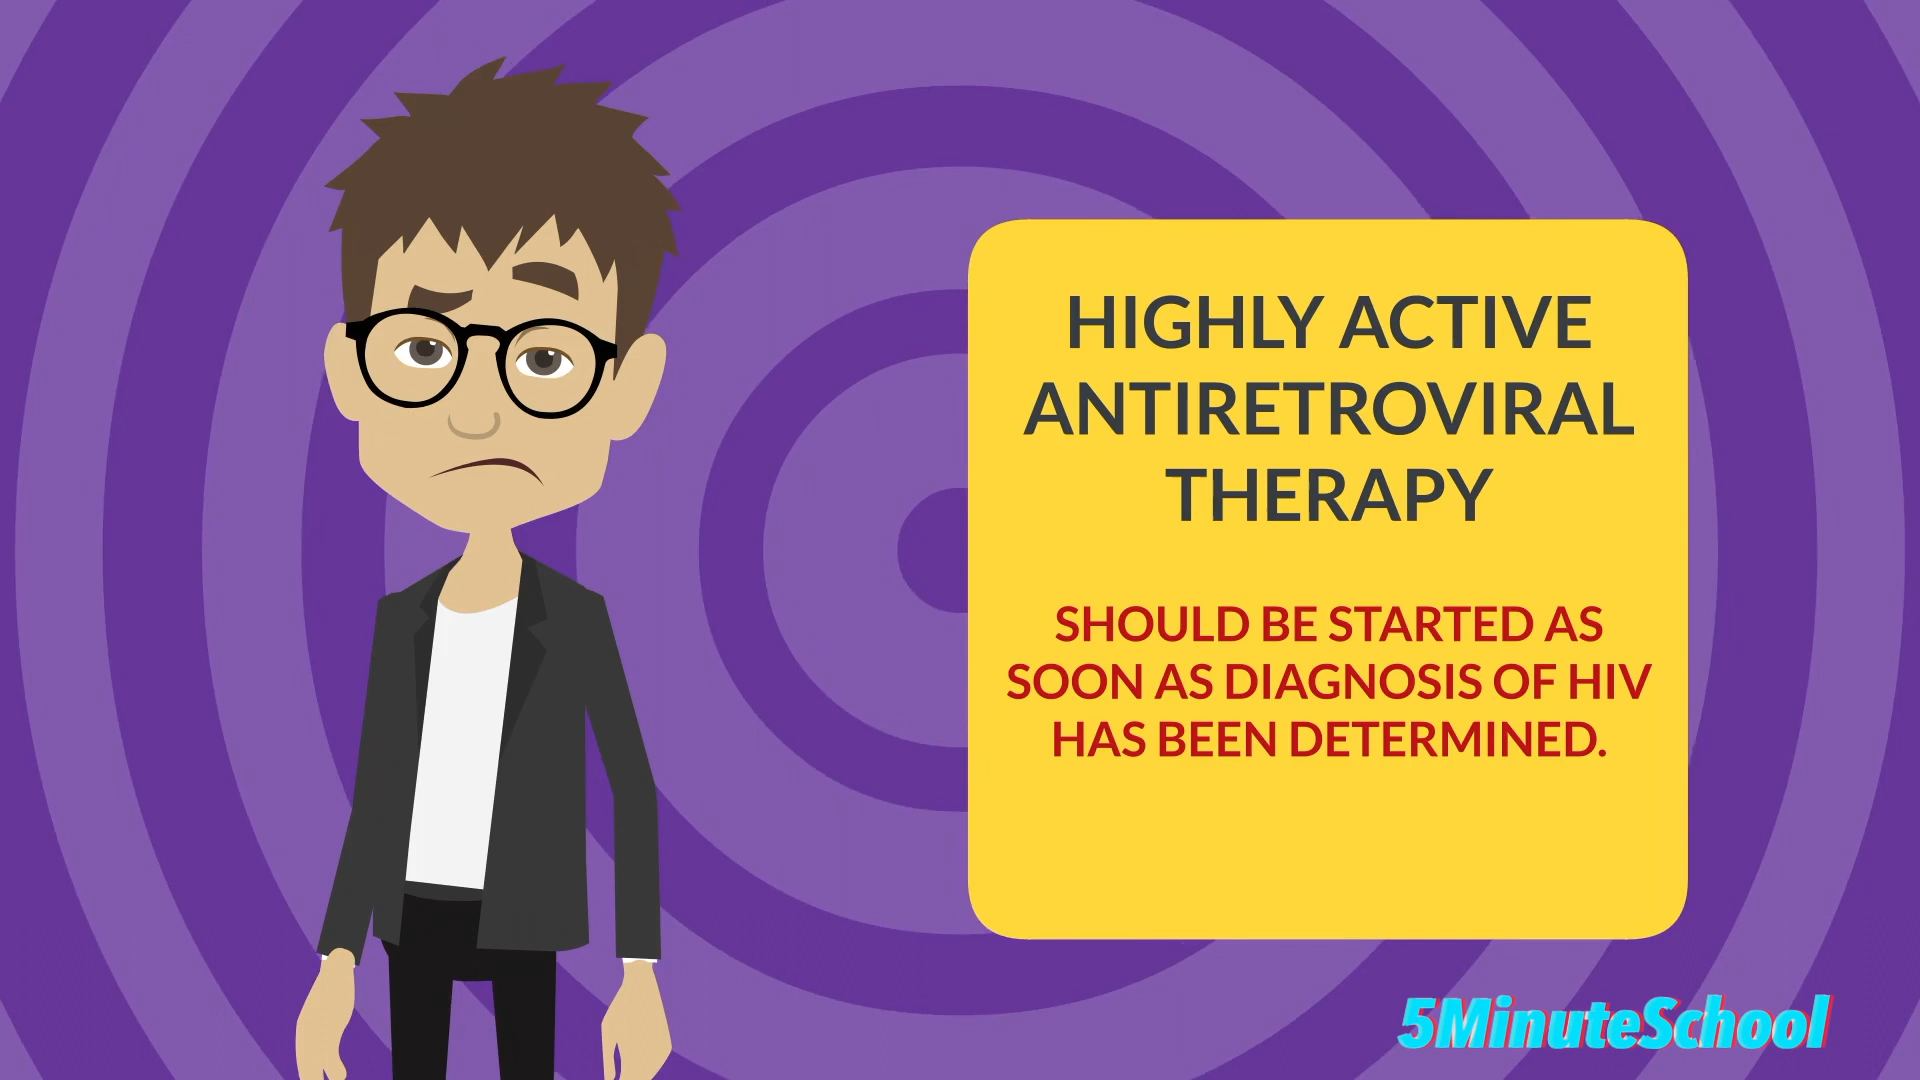 HIGHLY ACTIVE
ANTIRETROVIRAL
THERAPY
SHOULD BE STARTED AS
SOON AS DIAGNOSIS OF HIV
HAS BEEN DETERMINED.
5MinuteSchool